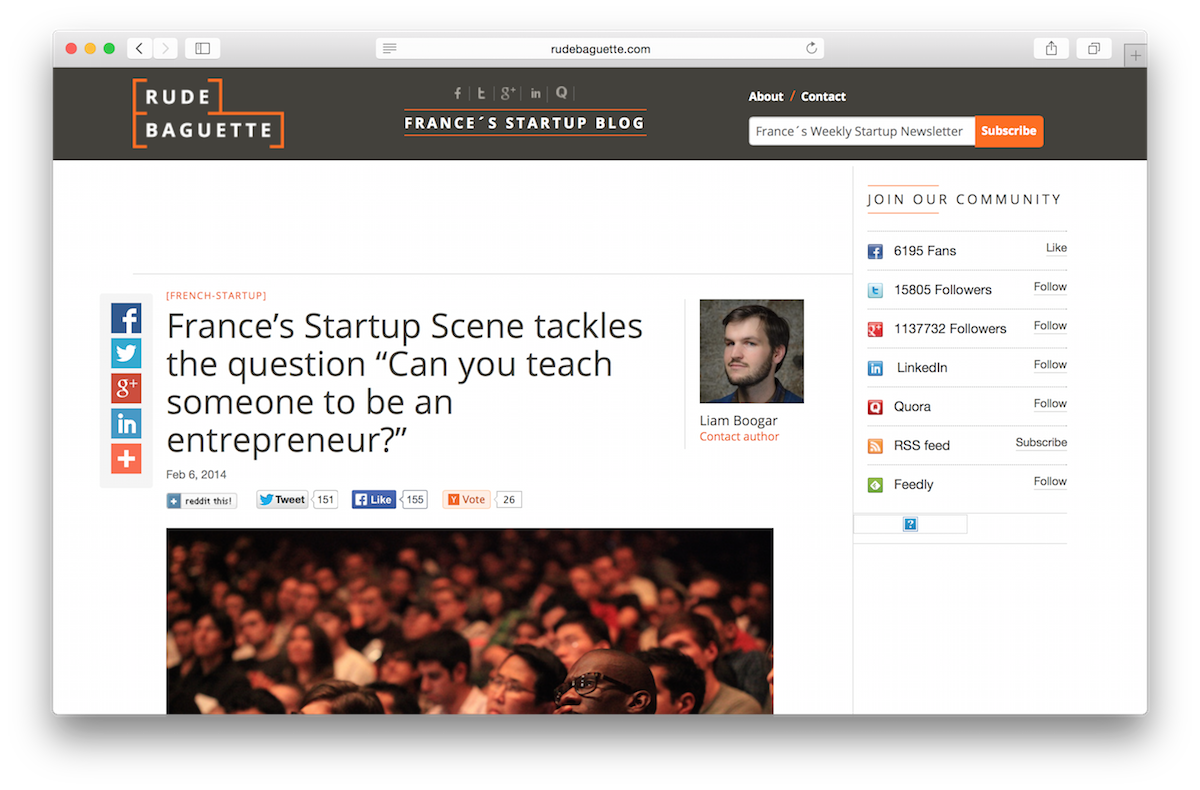 rudebaguette.com
RUDE
BAGUETTE
FRANCE´S STARTUP BLOG
About / Contact
France´s Weekly Startup Newsletter
Subscribe
JOIN OUR COMMUNITY
6195 Fans Like
15805 Followers Follow
1137732 Followers Follow
LinkedIn Follow
Quora Follow
RSS feed Subscribe
Feedly Follow
[FRENCH-STARTUP]
France’s Startup Scene tackles
the question “Can you teach
someone to be an
entrepreneur?”
Feb 6, 2014
reddit this! Tweet 151 Like 155 Vote 26
Liam Boogar
Contact author